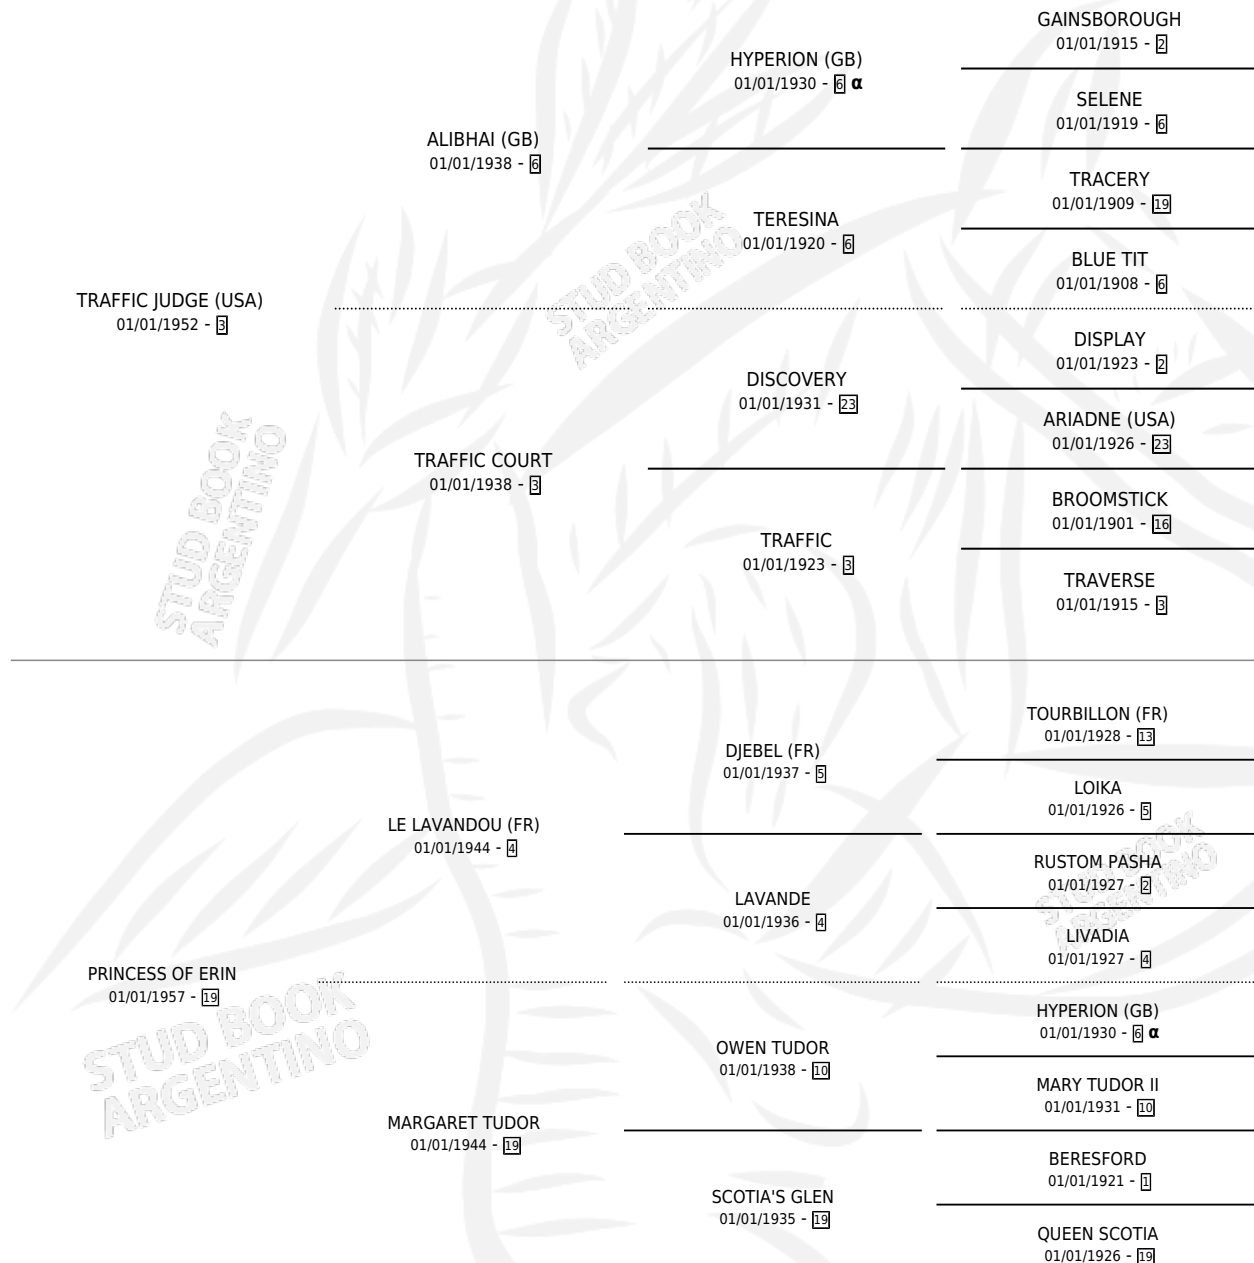 GAINSBOROUGH
01/01/1915 - 2
HYPERION (GB)
01/01/1930 - 6 α
SELENE
01/01/1919 - 6
ALIBHAI (GB)
01/01/1938 - 6
TRACERY
01/01/1909 - 19
TERESINA
01/01/1920 - 6
BLUE TIT
01/01/1908 - 6
TRAFFIC JUDGE (USA)
01/01/1952 - 3
STUD BOOK
ARGENTINO
DISPLAY
01/01/1923 - 2
DISCOVERY
01/01/1931 - 23
ARIADNE (USA)
01/01/1926 - 23
TRAFFIC COURT
01/01/1938 - 3
STUD BOOK
ARGENTINO
BROOMSTICK
01/01/1901 - 16
TRAFFIC
01/01/1923 - 3
TRAVERSE
01/01/1915 - 3
TOURBILLON (FR)
01/01/1928 - 13
DJEBEL (FR)
01/01/1937 - 5
LOIKA
01/01/1926 - 5
LE LAVANDOU (FR)
01/01/1944 - 4
RUSTOM PASHA
01/01/1927 - 2
STUD BOOK
ARGENTINO
LAVANDE
01/01/1936 - 4
LIVADIA
01/01/1927 - 4
PRINCESS OF ERIN
01/01/1957 - 19
STUD BOOK
ARGENTINO
HYPERION (GB)
01/01/1930 - 6 α
OWEN TUDOR
01/01/1938 - 10
MARY TUDOR II
01/01/1931 - 10
MARGARET TUDOR
01/01/1944 - 19
BERESFORD
01/01/1921 - 1
SCOTIA'S GLEN
01/01/1935 - 19
QUEEN SCOTIA
01/01/1926 - 19